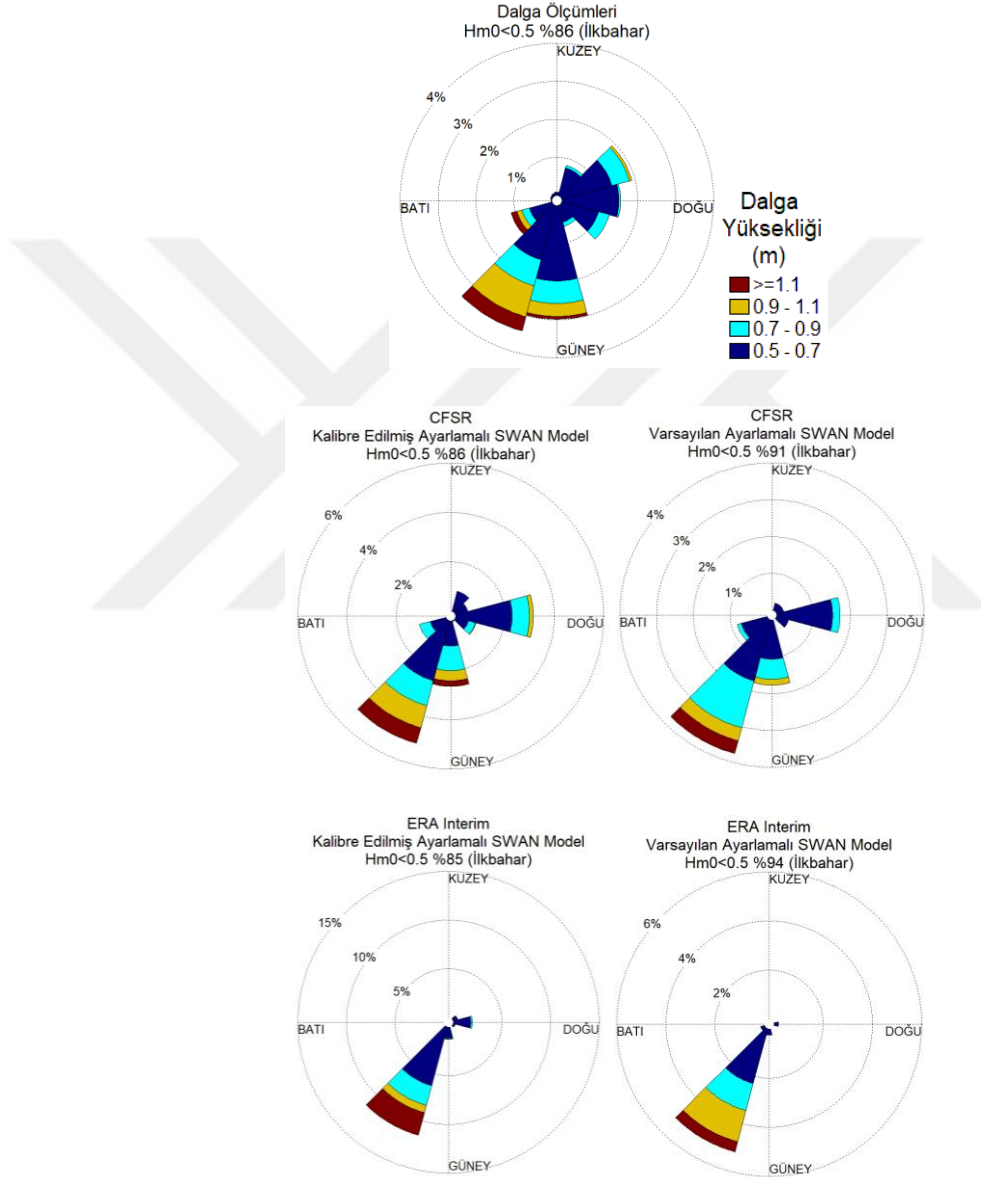 Dalga Ölçümleri
Hm0<0.5 %86 (İlkbahar)
KUZEY
4%
3%
2%
1%
BATI
DOĞU
GÜNEY
Dalga
Yüksekliği
(m)
>=1.1
0.9 - 1.1
0.7 - 0.9
0.5 - 0.7
CFSR
Kalibre Edilmiş Ayarlamalı SWAN Model
Hm0<0.5 %86 (İlkbahar)
KUZEY
6%
4%
2%
BATI
DOĞU
GÜNEY
CFSR
Varsayılan Ayarlamalı SWAN Model
Hm0<0.5 %91 (İlkbahar)
KUZEY
4%
3%
2%
1%
BATI
DOĞU
GÜNEY
ERA Interim
Kalibre Edilmiş Ayarlamalı SWAN Model
Hm0<0.5 %85 (İlkbahar)
KUZEY
15%
10%
5%
BATI
DOĞU
GÜNEY
ERA Interim
Varsayılan Ayarlamalı SWAN Model
Hm0<0.5 %94 (İlkbahar)
KUZEY
6%
4%
2%
BATI
DOĞU
GÜNEY